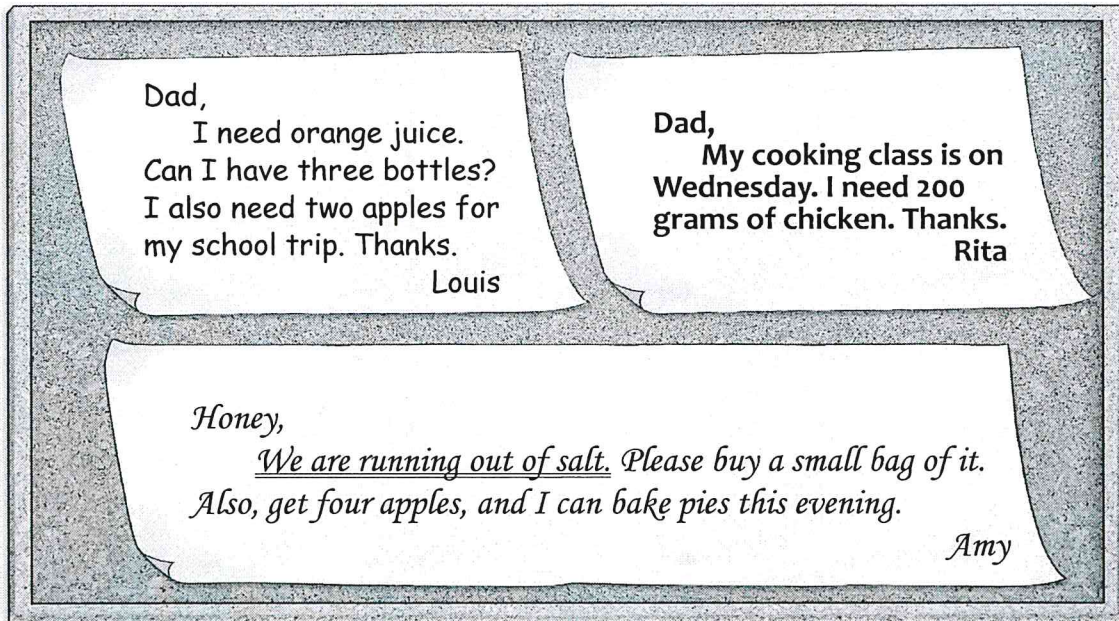 Dad,
I need orange juice.
Can I have three bottles?
I also need two apples for
my school trip. Thanks.
Louis
Dad,
My cooking class is on
Wednesday. I need 200
grams of chicken. Thanks.
Rita
Honey,
We are running out of salt. Please buy a small bag of it.
Also, get four apples, and I can bake pies this evening.
Amy